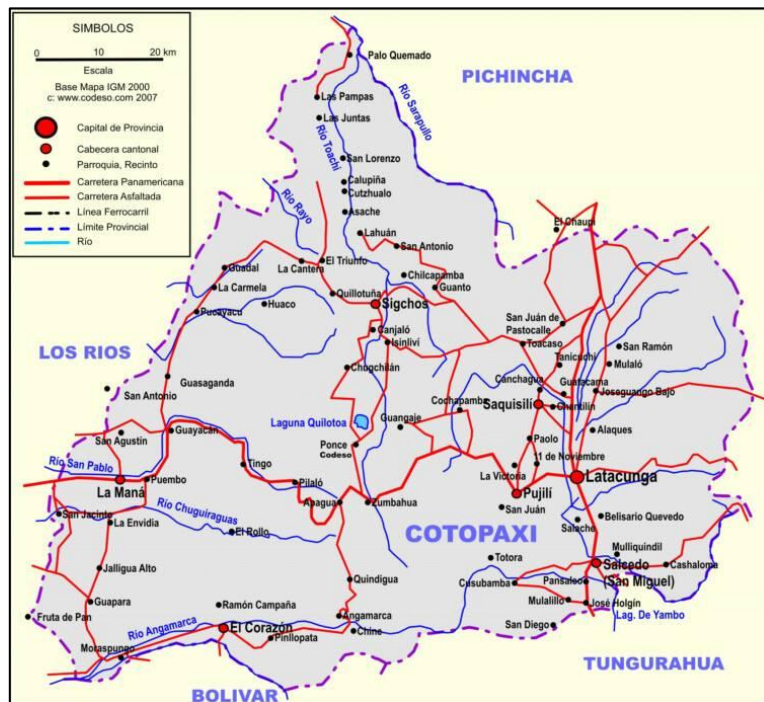 SIMBOLOS
0 10 20 km
Escala
Base Mapa IGM 2000
c: www.codeso.com 2007
Capital de Provincia
Cabecera cantonal
Parroquia, Recinto
Carretera Panamericana
Carretera Asfaltada
Línea Ferrocarril
Límite Provincial
Río
Palo Quemado
PICHINCHA
Las Pampas
Río Sarapullo
Las Juntas
Río Toachi
San Lorenzo
Calupiña
Cutzhualo
Río Rayo
Asache
El Chaupi
Lahuán
San Antonio
Guadal
La Cantera
El Triunfo
Chilcapamba
Guanto
La Carmela
Quillotuña
Huaco
Sigchos
Pucayacu
San Juan de
Pastocalle
Canjaló
Isinliví
Toacaso
San Ramón
LOS RIOS
Tanicuchi
Mulaló
Chugchilán
Guasaganda
Canchagua
Guatacama
Joseguango Bajo
San Antonio
Saquisilí
Cochapamba
Chantilín
Laguna Quilotoa
Guangaje
San Agustín
Guayacán
Paolo
Alaques
Ponce
Codeso
11 de Noviembre
Río San Pablo
Tingo
La Victoria
Latacunga
La Maná
Puembo
Pilaló
Pujilí
Apagua
Zumbahua
San Juan
San Jacinto
Río Chuguiraguas
Belisario Quevedo
La Envidia
Salache
COTOPAXI
El Rollo
Mulliquindil
Totora
Salcedo
(San Miguel)
Cashaloma
Jalligua Alto
Quindigua
Cusubamba
Pansaleo
Guapara
Ramón Campaña
Mulalillo
José Holgín
Lag. De Yambo
Fruta de Pan
Angamarca
Río Angamarca
El Corazón
Chine
San Diego
Pinllopata
Moraspungo
TUNGURAHUA
BOLIVAR